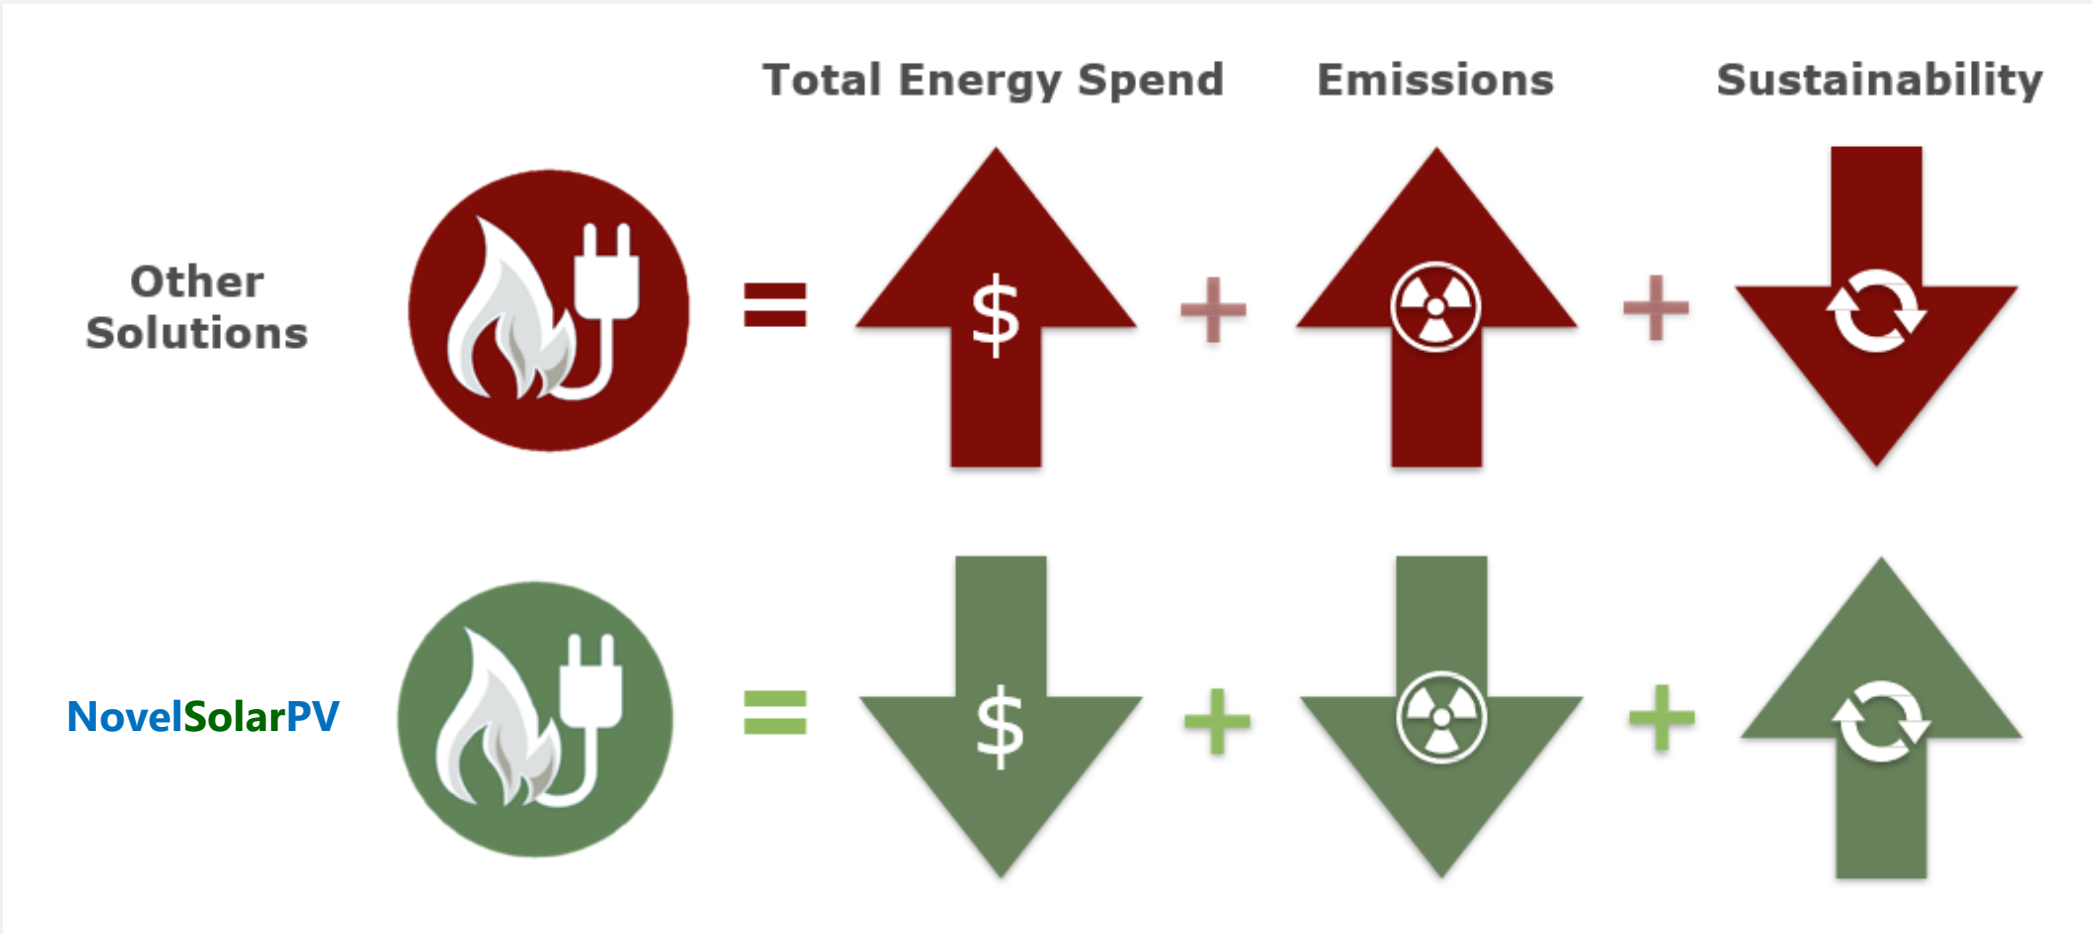 Total Energy Spend
Emissions
Sustainability
Other
Solutions
=
$
+
+
NovelSolarPV
=
$
+
+